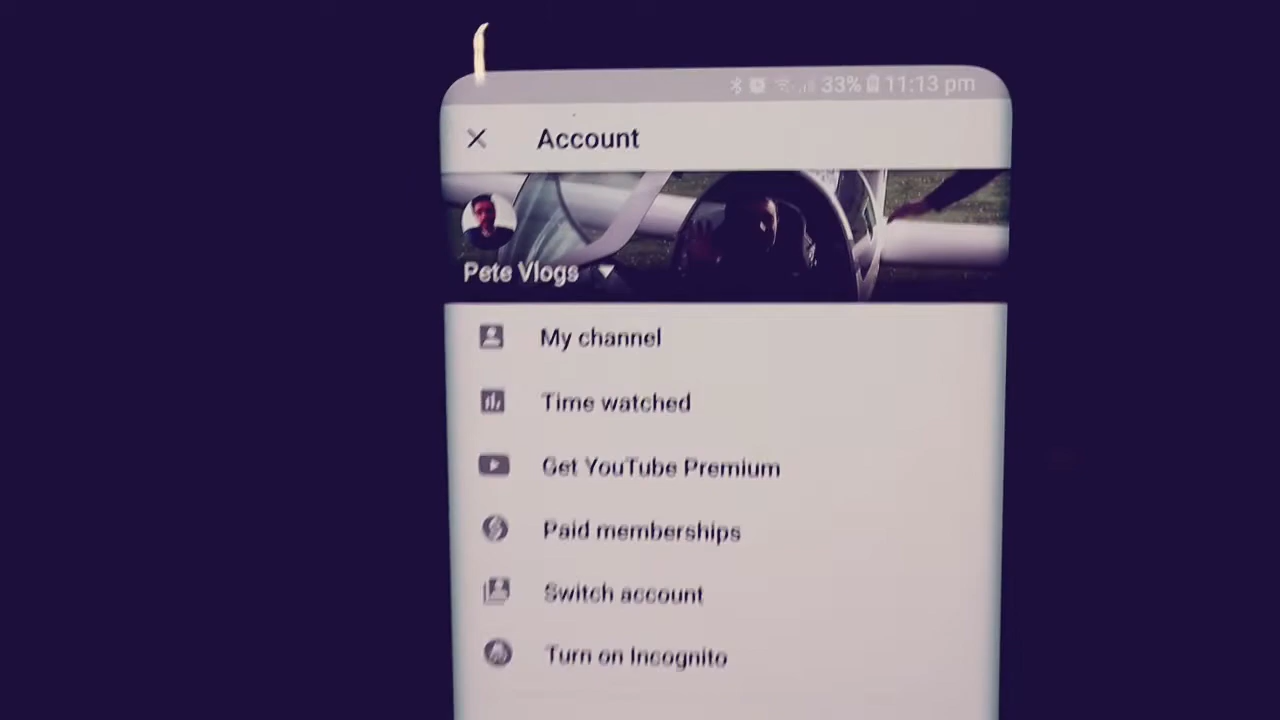 33% 11:13 pm
Account
Pete Vlogs
My channel
Time watched
Get YouTube Premium
Paid memberships
Switch account
Turn on Incognito